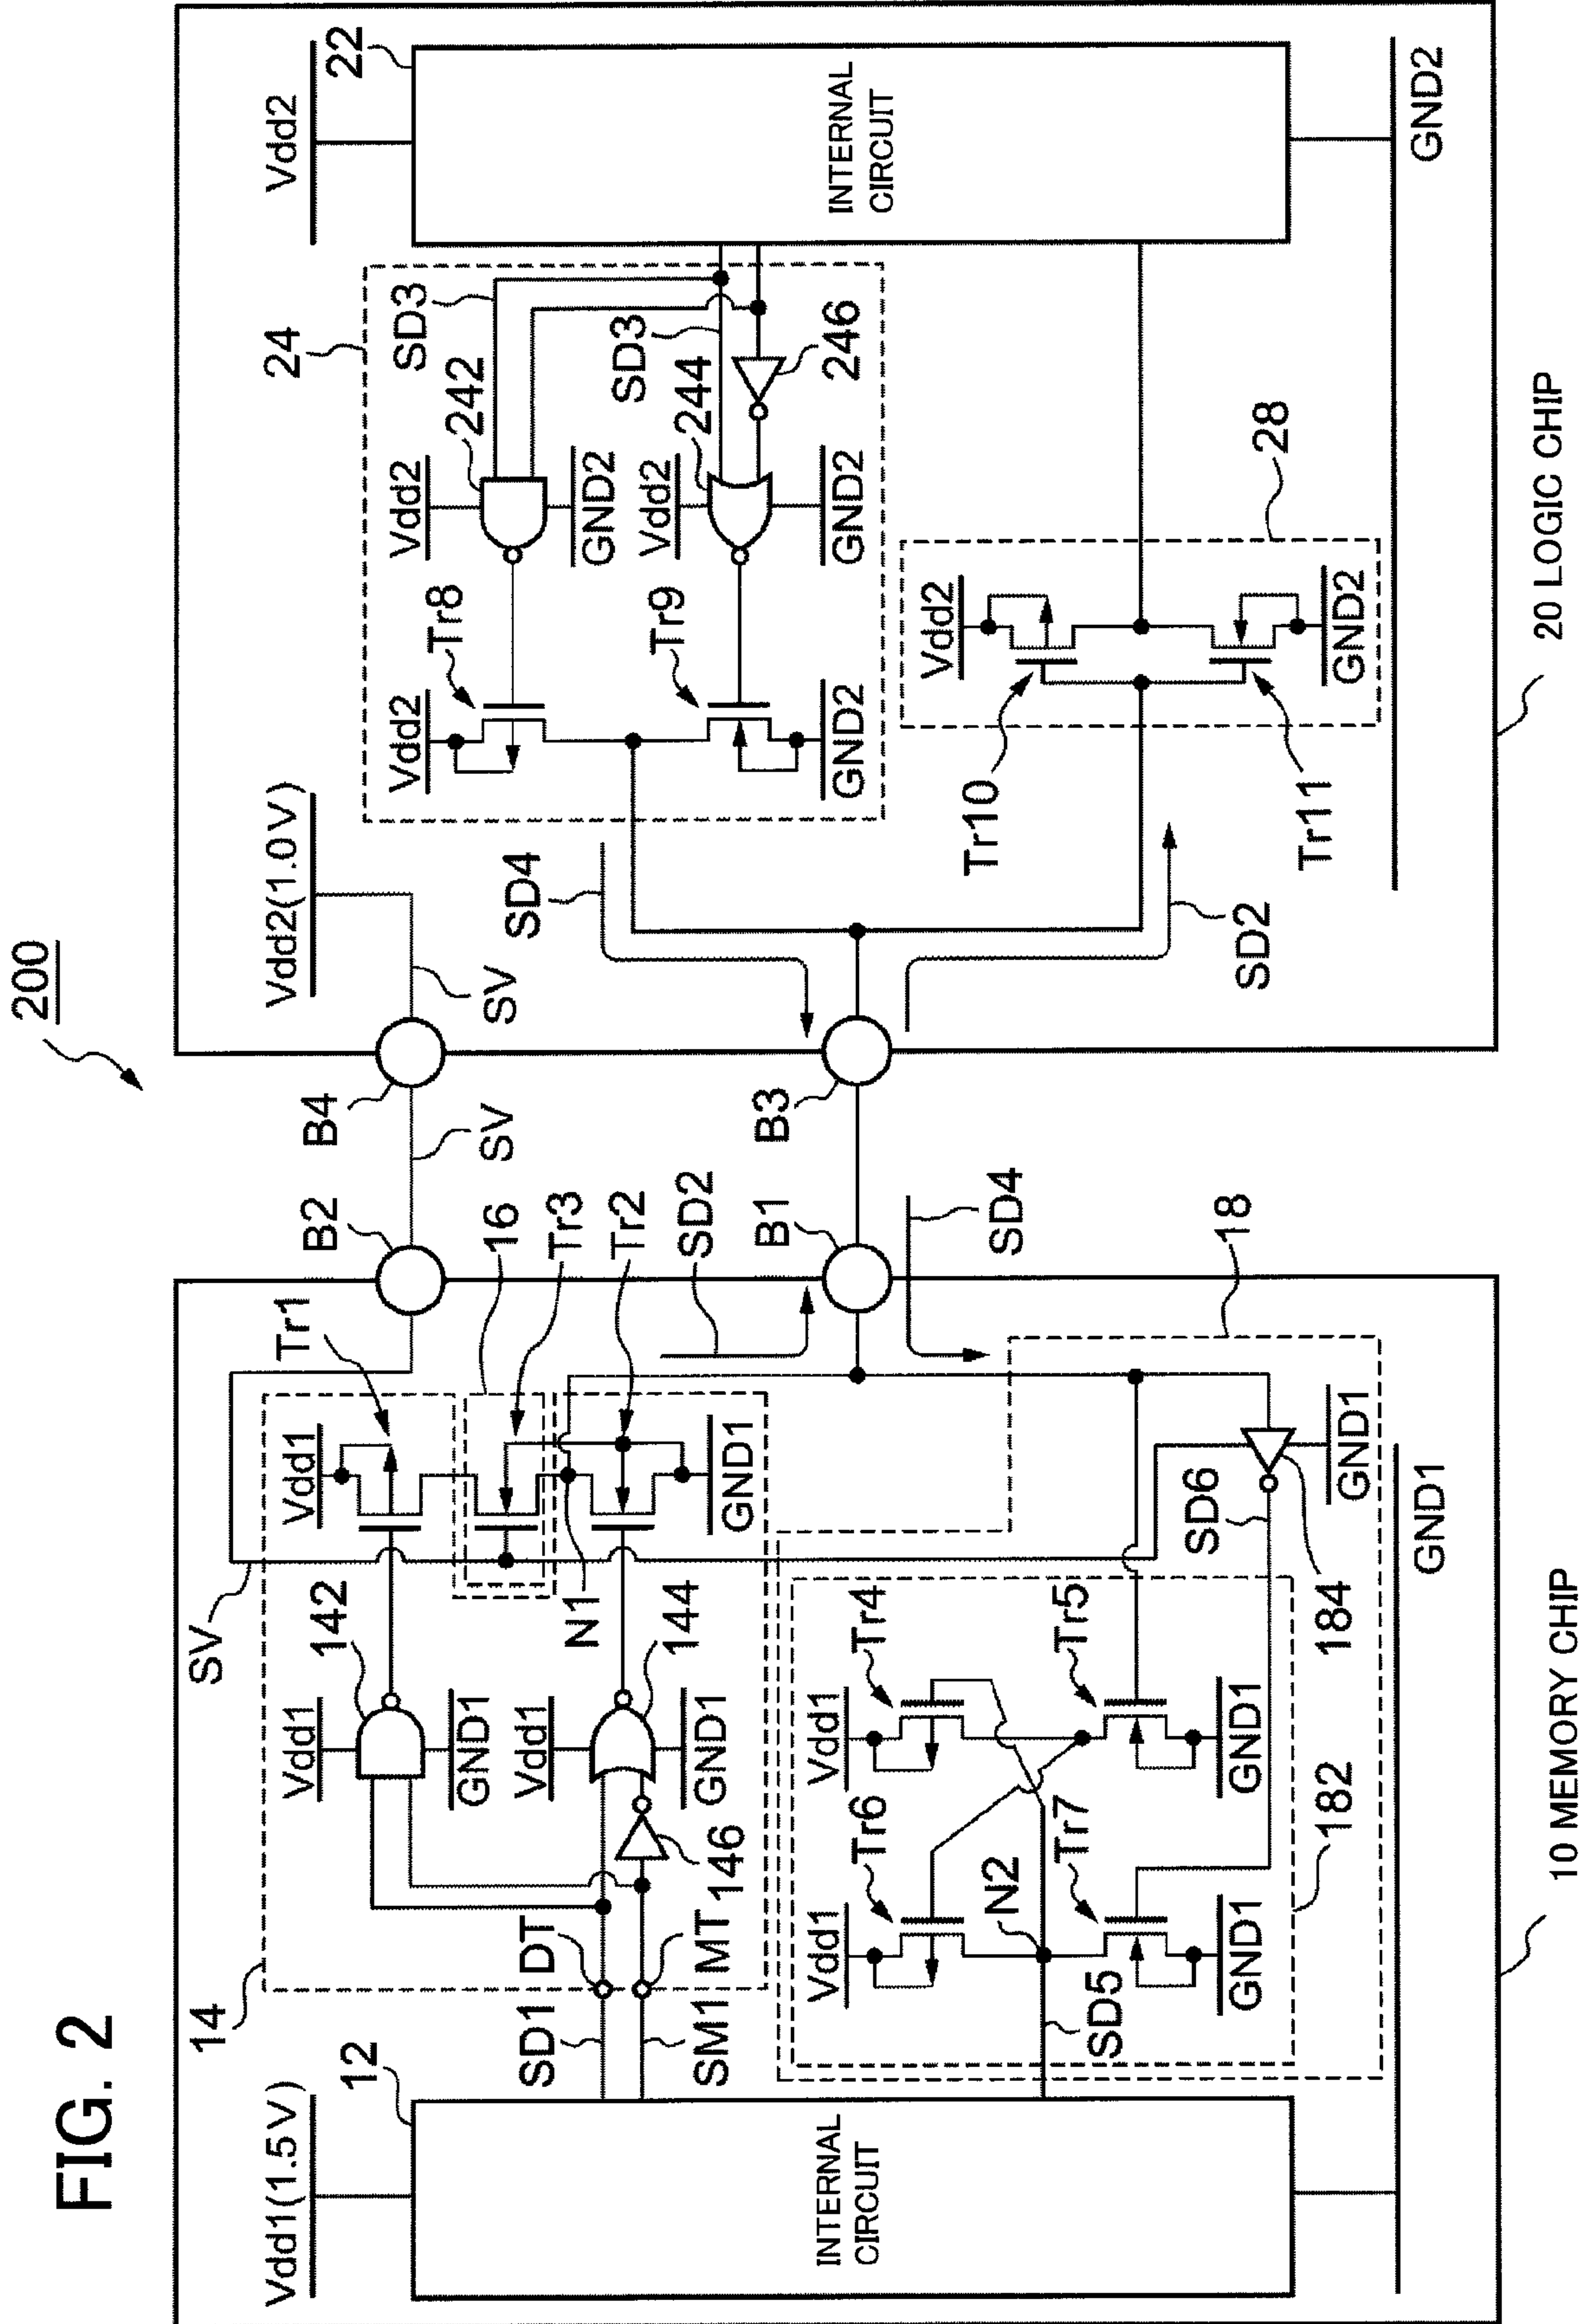 FIG. 2
200
Vdd1(1.5V)
12
INTERNAL
CIRCUIT
14
SD1
DT
SM1
MT
146
SV
142
Vdd1
GND1
Vdd1
144
GND1
N1
Vdd1
Tr1
16
Tr3
Tr2
GND1
SD2
B2
B1
SD4
18
Vdd1
Tr6
Vdd1
Tr4
N2
Tr7
Tr5
SD5
GND1
GND1
182
184
SD6
GND1
GND1
10 MEMORY CHIP
SV
B4
B3
SV
Vdd2(1.0V)
SD4
SD2
24
Vdd2
Tr8
Vdd2
242
SD3
GND2
Tr9
GND2
Vdd2
244
SD3
246
GND2
Vdd2
28
Tr10
Tr11
GND2
Vdd2
22
INTERNAL
CIRCUIT
GND2
20 LOGIC CHIP